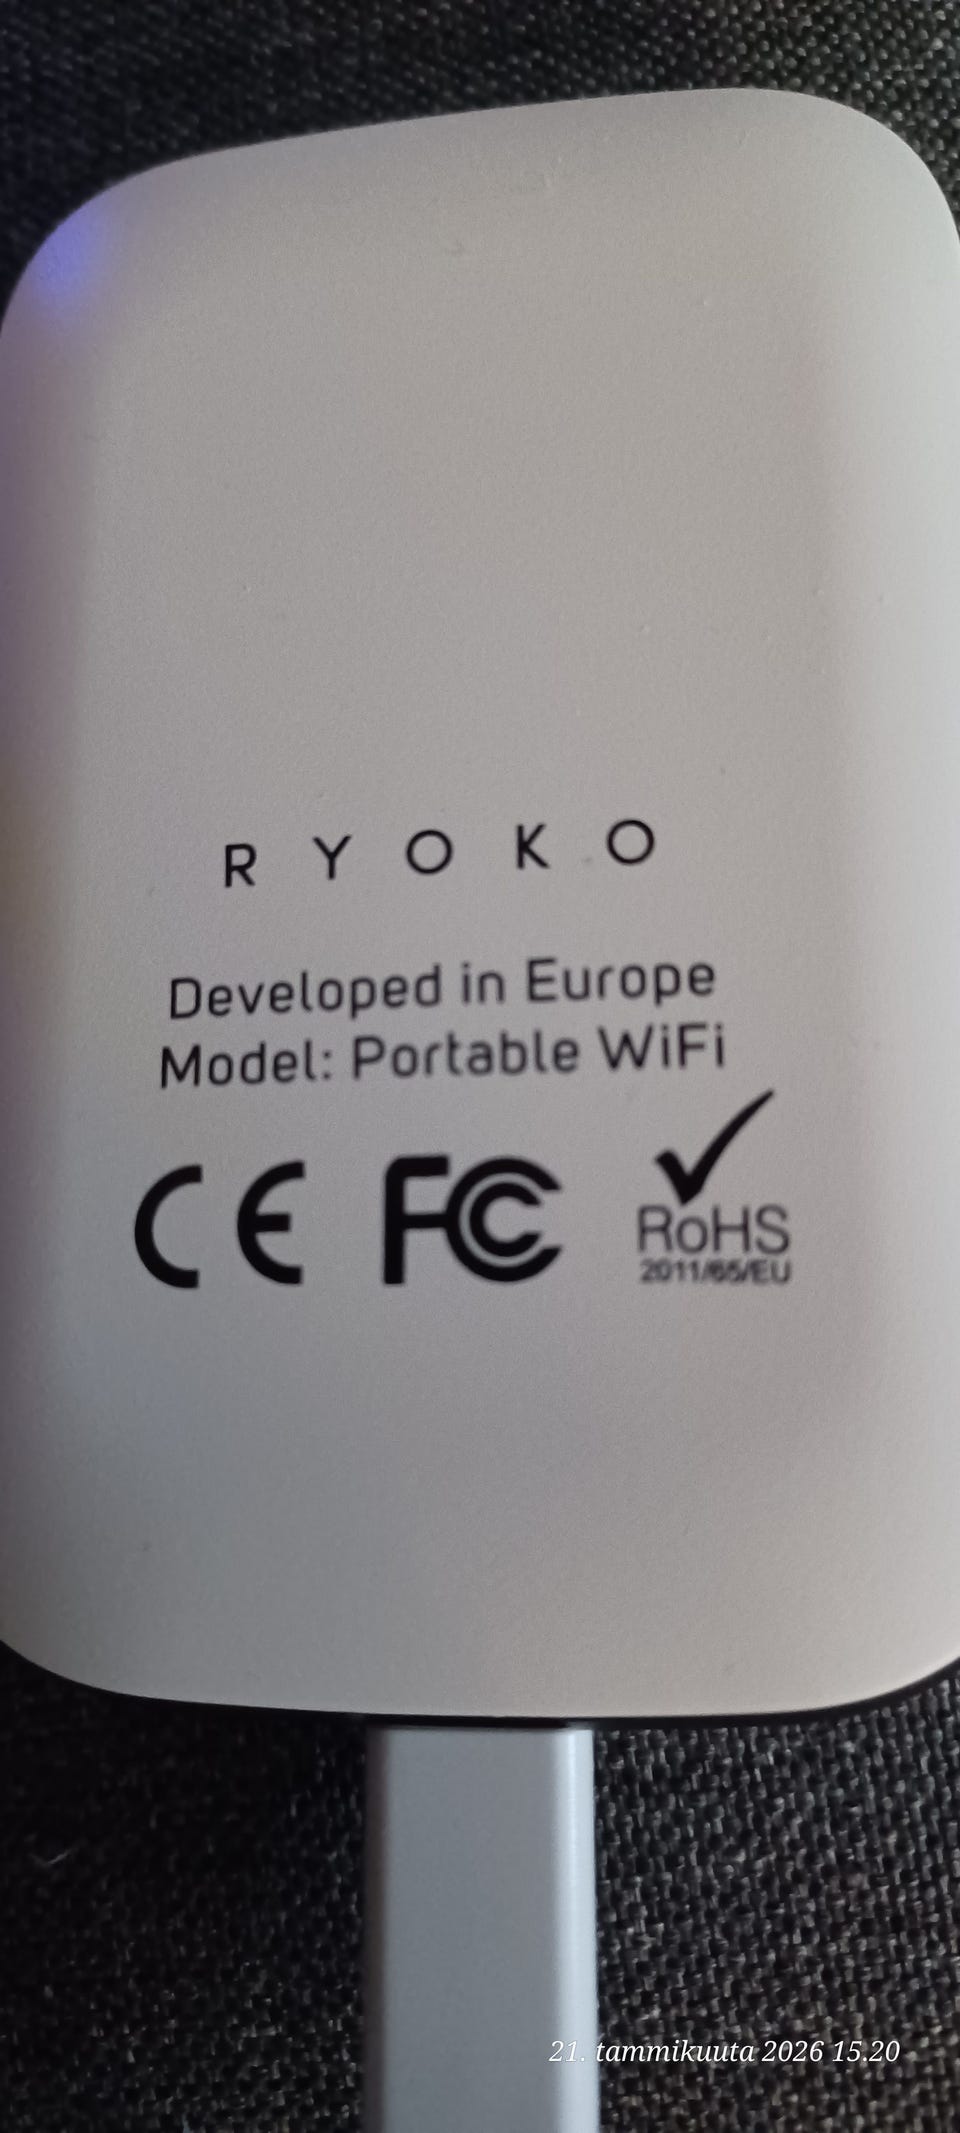 RYOKO
Developed in Europe
Model: Portable WiFi
CE FC RoHS
2011/65/EU
21. tammikuuta 2026 15.20